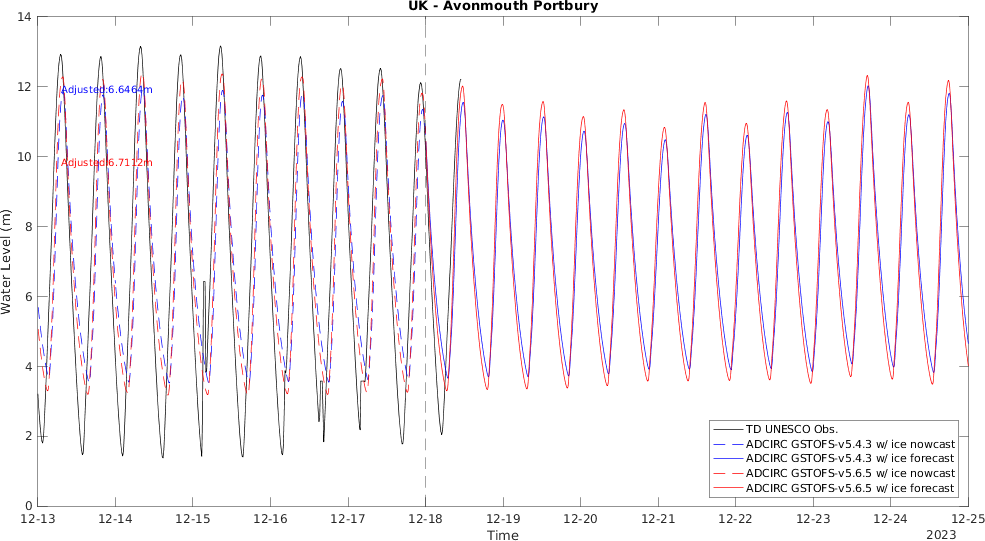 UK - Avonmouth Portbury
14
12
10
8
6
4
2
0
Water Level (m)
Adjusted:6.6464m
Adjusted:6.7112m
TD UNESCO Obs.
ADCIRC GSTOFS-v5.4.3 w/ ice nowcast
ADCIRC GSTOFS-v5.4.3 w/ ice forecast
ADCIRC GSTOFS-v5.6.5 w/ ice nowcast
ADCIRC GSTOFS-v5.6.5 w/ ice forecast
12-13 12-14 12-15 12-16 12-17 12-18 12-19 12-20 12-21 12-22 12-23 12-24 12-25
Time
2023